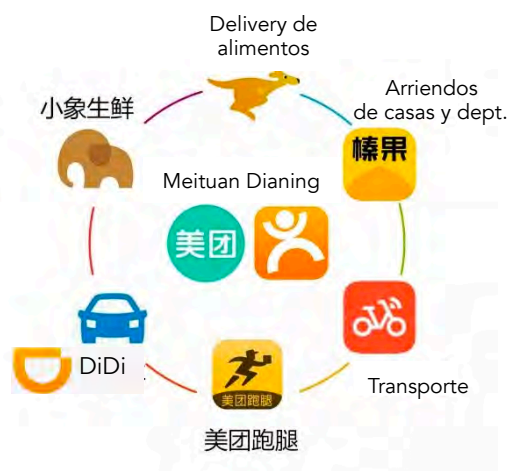 Delivery de
alimentos
Arriendos
de casas y dept.
小象生鲜
榛果
Meituan Dianing
美团
DiDi
美团跑腿
Transporte
美团跑腿